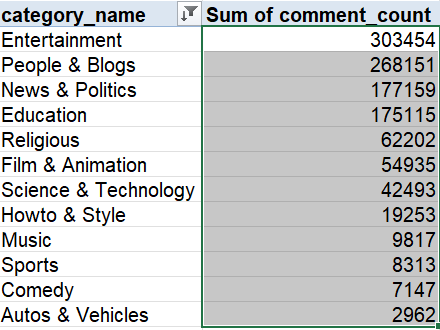 category_name Sum of comment_count
Entertainment 303454
People & Blogs 268151
News & Politics 177159
Education 175115
Religious 62202
Film & Animation 54935
Science & Technology 42493
Howto & Style 19253
Music 9817
Sports 8313
Comedy 7147
Autos & Vehicles 2962